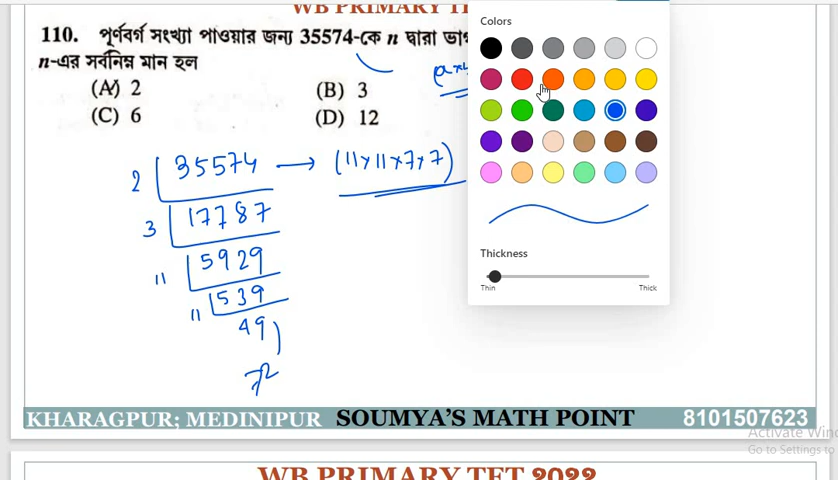 WB PRIMARY TE
110. পূর্ণবর্গ সংখ্যা পাওয়ার জন্য 35574-কে n দ্বারা
n-এর সর্বনিম্ন মান হল
(A) 2
(B) 3
(C) 6
(D) 12
2 35574 → (11×11×7×7)
3 17787
11 5929
11 539
49
7²
Colors
Thickness
Thin Thick
KHARAGPUR; MEDINIPUR SOUMYA'S MATH POINT 8101507623
Activate Win
Go to Settings to
WB PRIMARY TET 2022